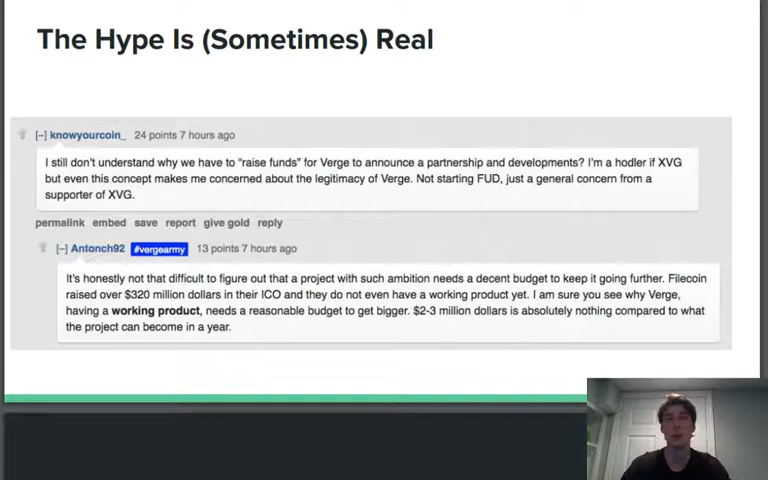 The Hype Is (Sometimes) Real
[–] knowyourcoin_ 24 points 7 hours ago
I still don't understand why we have to "raise funds" for Verge to announce a partnership and developments? I'm a hodler if XVG
but even this concept makes me concerned about the legitimacy of Verge. Not starting FUD, just a general concern from a
supporter of XVG.
permalink embed save report give gold reply
[–] Antonch92 #vergearmy 13 points 7 hours ago
It's honestly not that difficult to figure out that a project with such ambition needs a decent budget to keep it going further. Filecoin
raised over $320 million dollars in their ICO and they do not even have a working product yet. I am sure you see why Verge,
having a working product, needs a reasonable budget to get bigger. $2-3 million dollars is absolutely nothing compared to what
the project can become in a year.